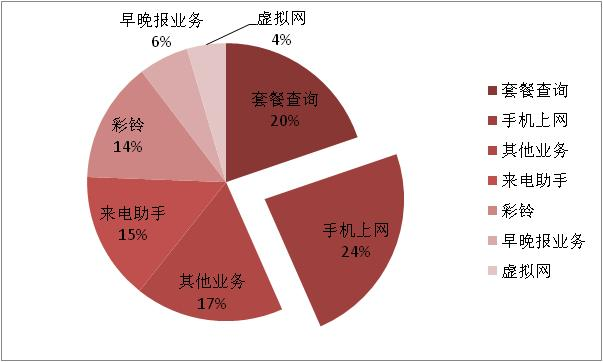 早晚报业务
6%
虚拟网
4%
套餐查询
20%
彩铃
14%
来电助手
15%
其他业务
17%
手机上网
24%
套餐查询
手机上网
其他业务
来电助手
彩铃
早晚报业务
虚拟网